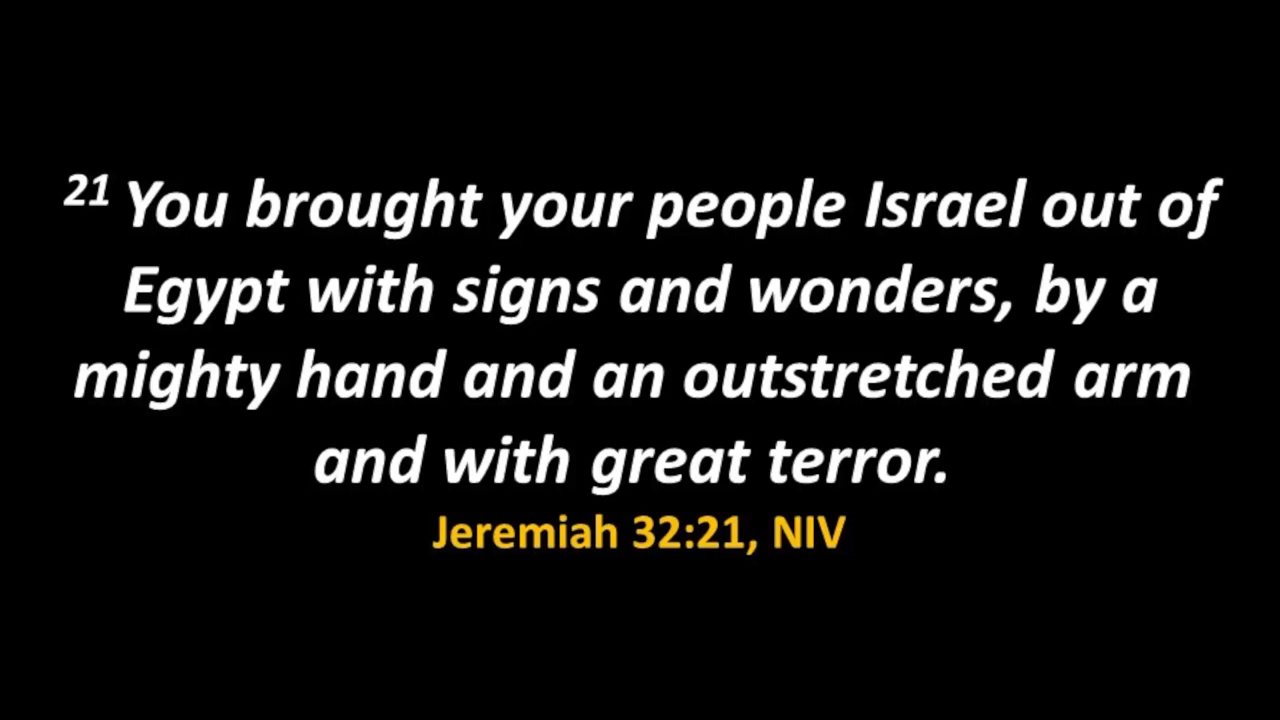 21 You brought your people Israel out of
Egypt with signs and wonders, by a
mighty hand and an outstretched arm
and with great terror.
Jeremiah 32:21, NIV